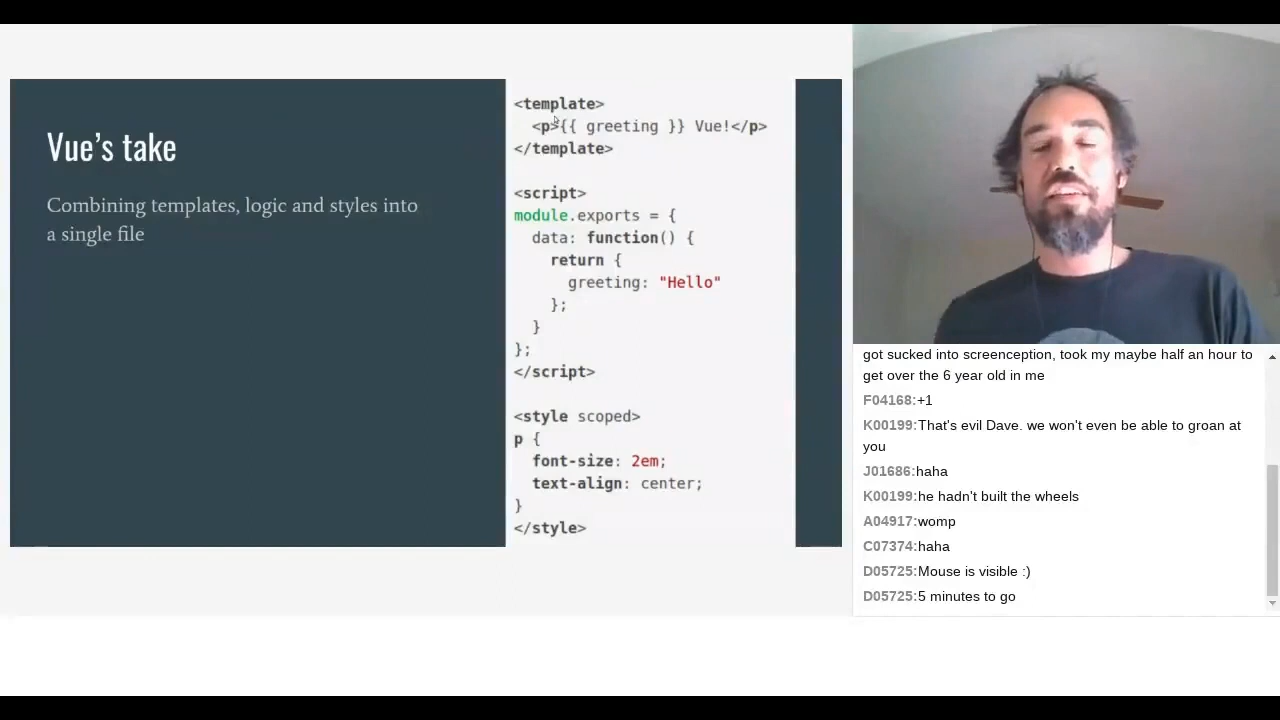 Vue’s take
Combining templates, logic and styles into
a single file
<template>
<p>{{ greeting }} Vue!</p>
</template>
<script>
module.exports = {
data: function() {
return {
greeting: "Hello"
};
}
};
</script>
<style scoped>
p {
font-size: 2em;
text-align: center;
}
</style>
got sucked into screenception, took my maybe half an hour to
get over the 6 year old in me
F04168:+1
K00199:That's evil Dave. we won't even be able to groan at
you
J01686:haha
K00199:he hadn't built the wheels
A04917:womp
C07374:haha
D05725:Mouse is visible :)
D05725:5 minutes to go